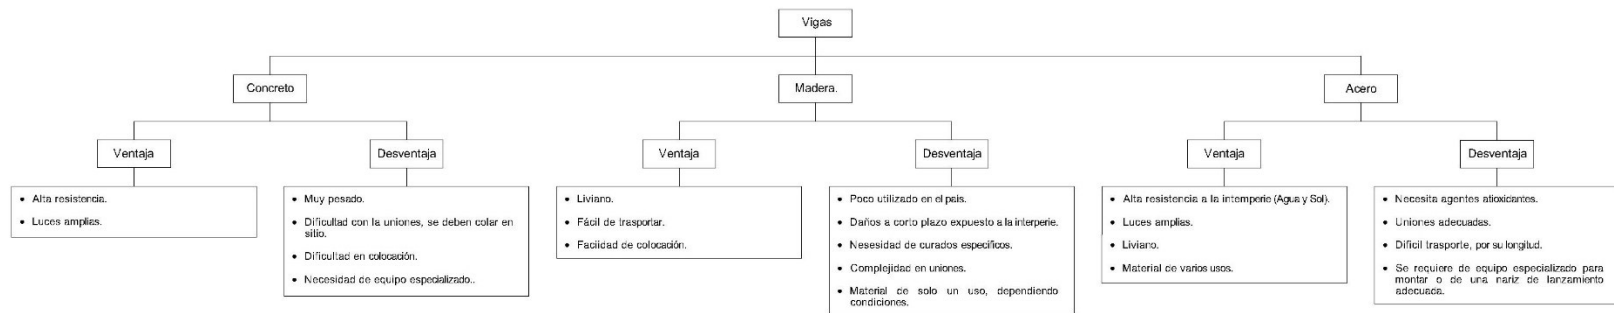 Vigas
Concreto
Madera.
Acero
Ventaja
Desventaja
Ventaja
Desventaja
Ventaja
Desventaja
• Alta resistencia.
• Luces amplias.
• Muy pesado.
• Dificultad con la uniones, se deben colar en
sitio.
• Dificultad en colocación.
• Necesidad de equipo especializado..
• Liviano.
• Fácil de trasportar.
• Facilidad de colocación.
• Poco utilizado en el pais.
• Daños a corto plazo expuesto a la interperie.
• Nesesidad de curados especificos.
• Complejidad en uniones.
• Material de solo un uso, dependiendo
condiciones.
• Alta resistencia a la intemperie (Agua y Sol).
• Luces amplias.
• Liviano.
• Material de varios usos.
• Necesita agentes atioxidantes.
• Uniones adecuadas.
• Dificil trasporte, por su longitud.
• Se requiere de equipo especializado para
montar o de una nariz de lanzamiento
adecuada.